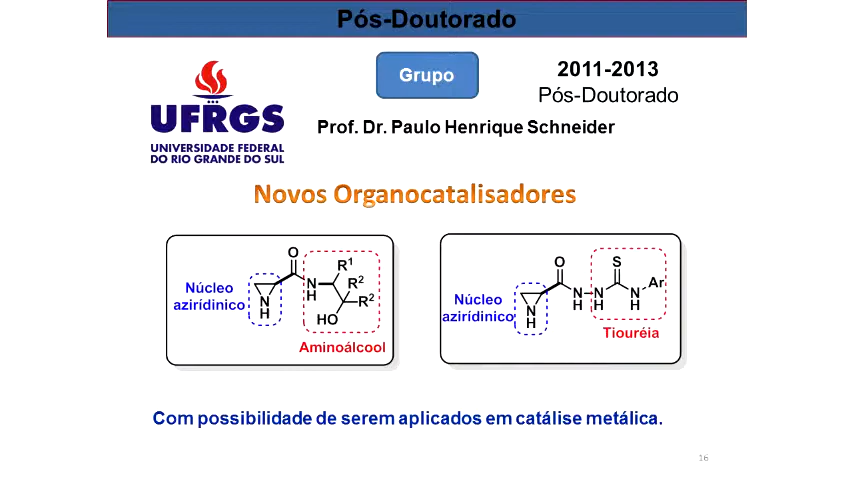 Pós-Doutorado
Grupo
2011-2013
Pós-Doutorado
UFRGS
UNIVERSIDADE FEDERAL
DO RIO GRANDE DO SUL
Prof. Dr. Paulo Henrique Schneider
Novos Organocatalisadores
Núcleo
azirídinico
O
N
H
N
H
R1
R2
R2
HO
Aminoálcool
Núcleo
azirídinico
O
S
N
H
N
H
N
H
N
H
Ar
Tiouréia
Com possibilidade de serem aplicados em catálise metálica.
16